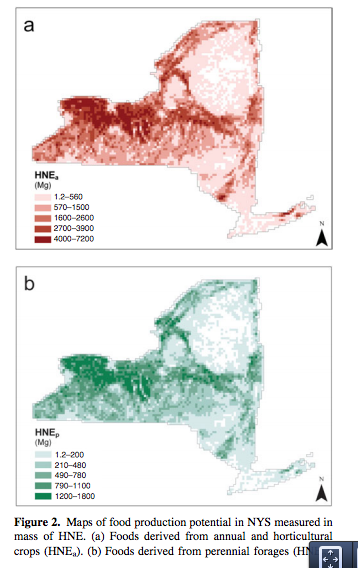 a
HNEa
(Mg)
1.2–560
570–1500
1600–2600
2700–3900
4000–7200
N
b
HNEp
(Mg)
1.2–200
210–480
490–780
790–1100
1200–1800
N
Figure 2. Maps of food production potential in NYS measured in
mass of HNE. (a) Foods derived from annual and horticultural
crops (HNEa). (b) Foods derived from perennial forages